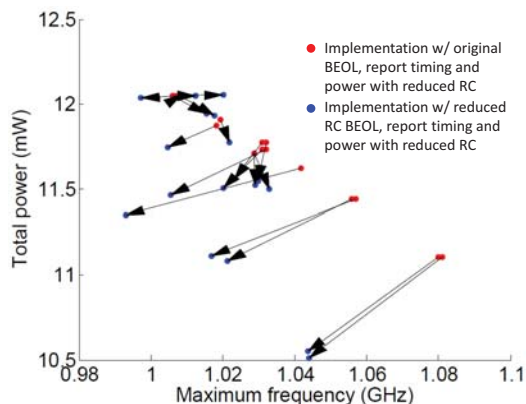 Implementation w/ original
BEOL, report timing and
power with reduced RC
Implementation w/ reduced
RC BEOL, report timing and
power with reduced RC
Total power (mW)
12.5
12
11.5
11
10.5
0.98
1
1.02
1.04
1.06
1.08
1.1
Maximum frequency (GHz)